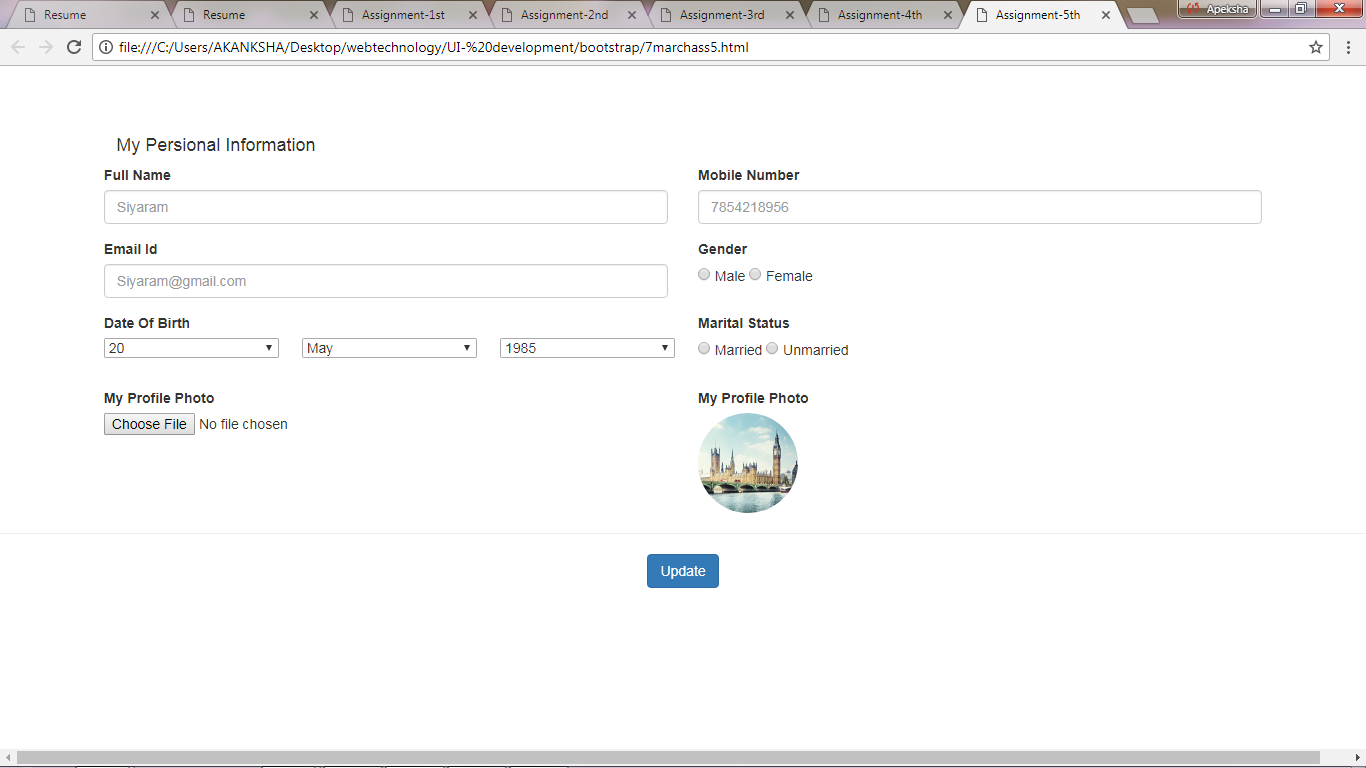 Resume Resume Assignment-1st Assignment-2nd Assignment-3rd Assignment-4th Assignment-5th Apeksha
file:///C:/Users/AKANKSHA/Desktop/webtechnology/UI-%20development/bootstrap/7marchass5.html
My Persional Information
Full Name Mobile Number
Siyaram 7854218956
Email Id Gender
Siyaram@gmail.com Male Female
Date Of Birth Marital Status
20 May 1985 Married Unmarried
My Profile Photo My Profile Photo
Choose File No file chosen
Update